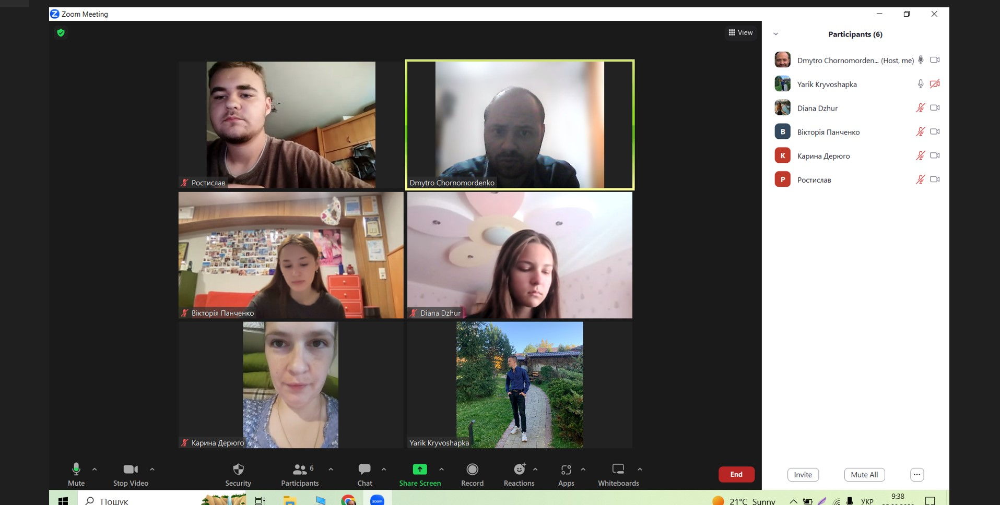 Zoom Meeting
View
Participants (6)
Dmytro Chornomorden... (Host, me)
Yarik Kryvoshapka
Diana Dzhur
В Вікторія Панченко
К Карина Дерюго
Р Ростислав
Ростислав
Dmytro Chornomordenko
Вікторія Панченко
Diana Dzhur
Карина Дерюго
Yarik Kryvoshapka
6
Mute
Stop Video
Security
Participants
Chat
Share Screen
Record
Reactions
Apps
Whiteboards
End
Invite
Mute All
Пошук
zoom
21°C Sunny
УКР
9:38